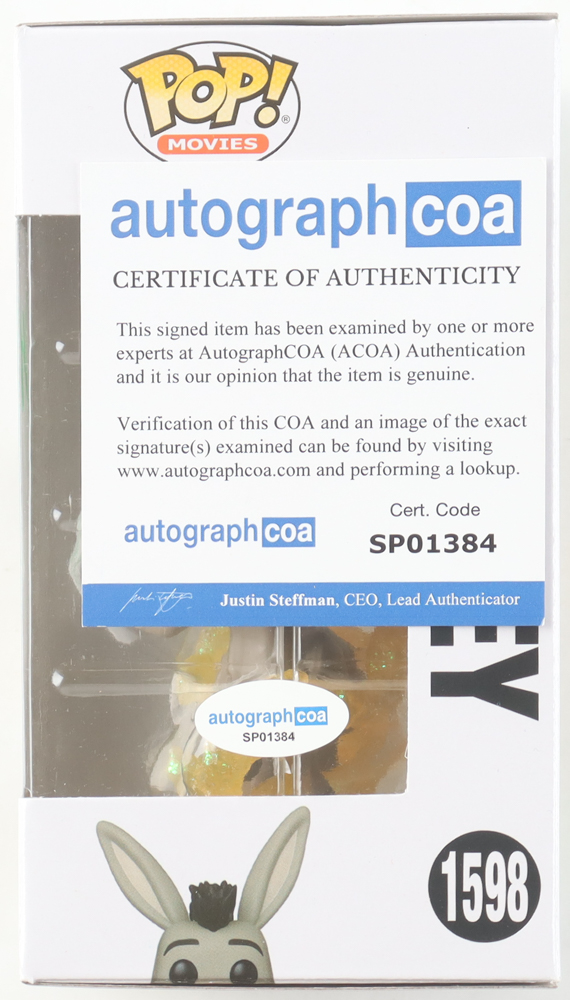 POP!
®
MOVIES
autographcoa
CERTIFICATE OF AUTHENTICITY
This signed item has been examined by one or more
experts at AutographCOA (ACOA) Authentication
and it is our opinion that the item is genuine.
Verification of this COA and an image of the exact
signature(s) examined can be found by visiting
www.autographcoa.com and performing a lookup.
Cert. Code
autographcoa
SP01384
Justin Steffman, CEO, Lead Authenticator
EY
autographcoa
SP01384
1598